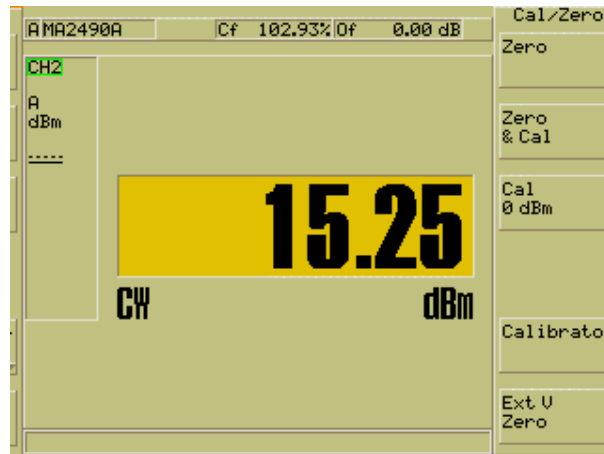 A MA2490A Cf 102.93% Of 0.00 dB
CH2
A
dBm
-----
15.25
CW dBm
Cal/Zero
Zero
Zero
& Cal
Cal
0 dBm
Calibrato
Ext V
Zero